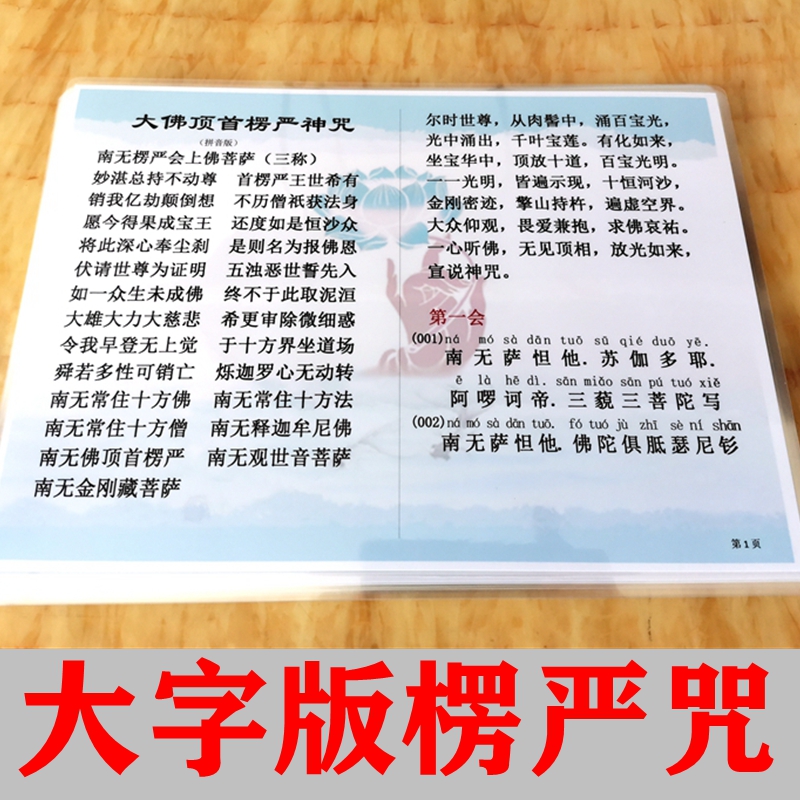 大佛顶首楞严神咒
（拼音版）
南无楞严会上佛菩萨（三称）
妙湛总持不动尊 首楞严王世希有
销我亿劫颠倒想 不历僧祇获法身
愿今得果成宝王 还度如是恒沙众
将此深心奉尘刹 是则名为报佛恩
伏请世尊为证明 五浊恶世誓先入
如一众生未成佛 终不于此取泥洹
大雄大力大慈悲 希更审除微细惑
令我早登无上觉 于十方界坐道场
舜若多性可销亡 烁迦罗心无动转
南无常住十方佛 南无常住十方法
南无常住十方僧 南无释迦牟尼佛
南无佛顶首楞严 南无观世音菩萨
南无金刚藏菩萨
尔时世尊，从肉髻中，涌百宝光，
光中涌出，千叶宝莲。有化如来，
坐宝华中，顶放十道，百宝光明。
一一光明，皆遍示现，十恒河沙，
金刚密迹，擎山持杵，遍虚空界。
大众仰观，畏爱兼抱，求佛哀祐。
一心听佛，无见顶相，放光如来，
宣说神咒。
第一会
(001)ná mó sà dān tuō sū qié duō yē.
南无萨怛他.苏伽多耶.
ē là hē dì. sān miǎo sān pú tuó xiě
阿啰诃帝.三藐三菩陀写
(002)ná mó sà dān tuō. fó tuó jù zhī sè ní shān
南无萨怛他.佛陀俱胝瑟尼钐
第1页
大字版楞严咒